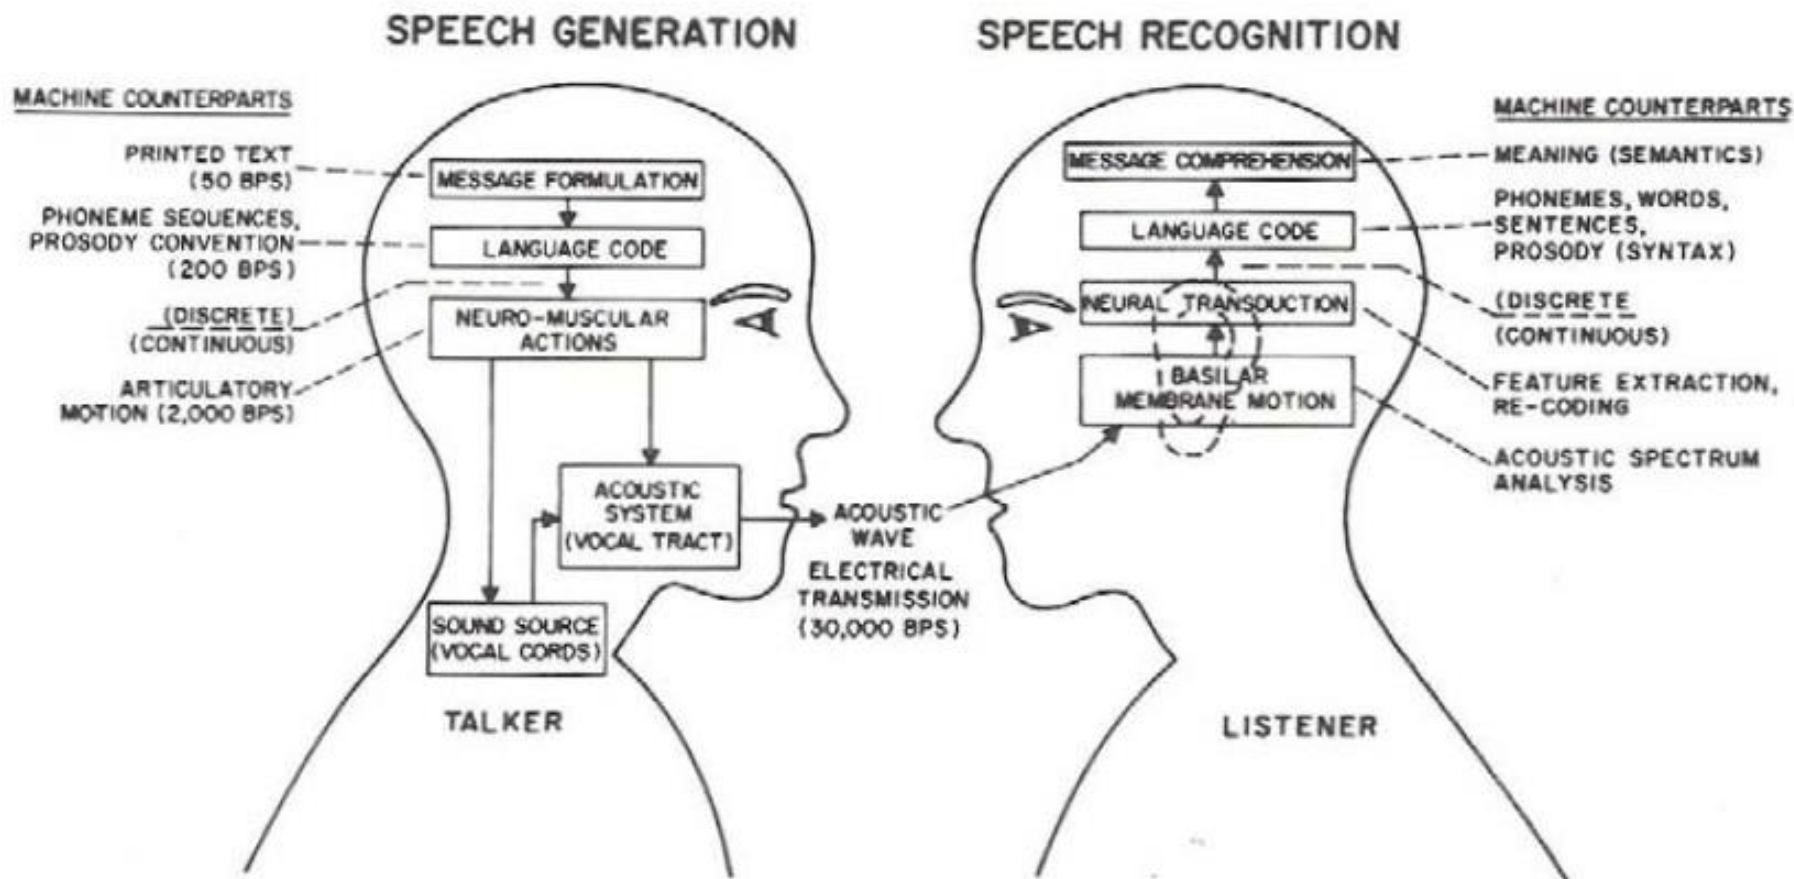 SPEECH GENERATION
SPEECH RECOGNITION
MACHINE COUNTERPARTS
PRINTED TEXT
(50 BPS)
PHONEME SEQUENCES,
PROSODY CONVENTION
(200 BPS)
(DISCRETE)
(CONTINUOUS)
ARTICULATORY
MOTION (2,000 BPS)
MESSAGE FORMULATION
LANGUAGE CODE
NEURO-MUSCULAR
ACTIONS
ACOUSTIC
SYSTEM
(VOCAL TRACT)
SOUND SOURCE
(VOCAL CORDS)
TALKER
ACOUSTIC
WAVE
ELECTRICAL
TRANSMISSION
(30,000 BPS)
MESSAGE COMPREHENSION
LANGUAGE CODE
NEURAL TRANSDUCTION
BASILAR
MEMBRANE MOTION
LISTENER
MACHINE COUNTERPARTS
MEANING (SEMANTICS)
PHONEMES, WORDS,
SENTENCES,
PROSODY (SYNTAX)
(DISCRETE
(CONTINUOUS)
FEATURE EXTRACTION,
RE-CODING
ACOUSTIC SPECTRUM
ANALYSIS